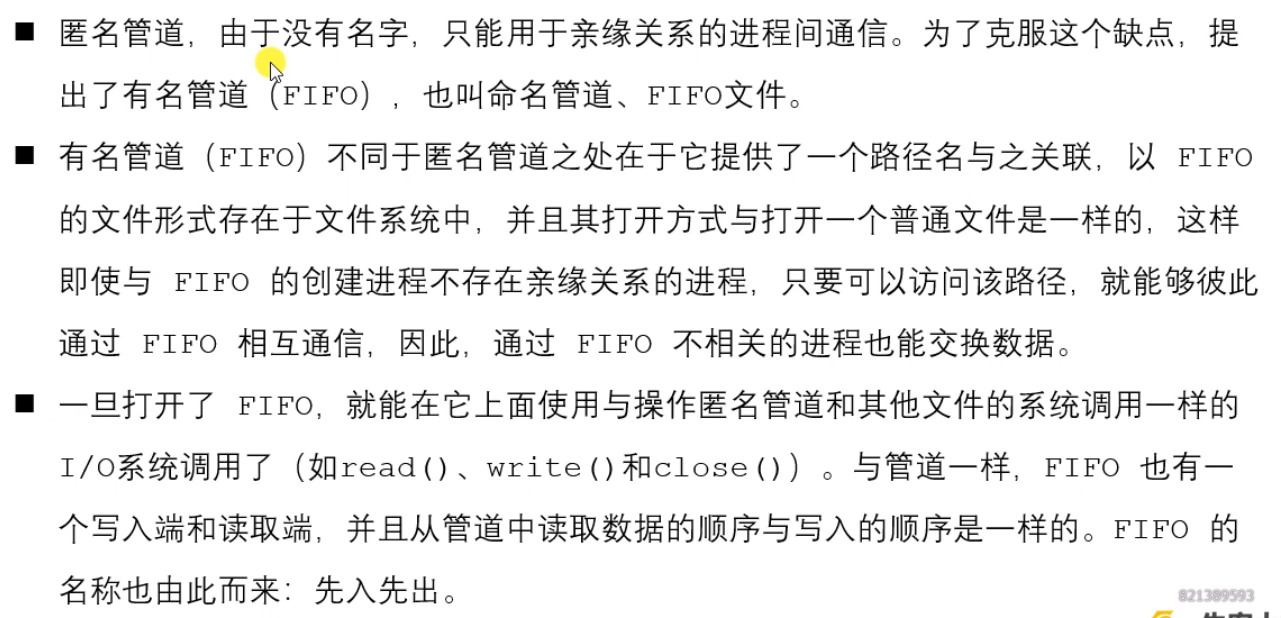 ■ 匿名管道，由于没有名字，只能用于亲缘关系的进程间通信。为了克服这个缺点，提
出了有名管道（FIFO），也叫命名管道、FIFO文件。
■ 有名管道（FIFO）不同于匿名管道之处在于它提供了一个路径名与之关联，以 FIFO
的文件形式存在于文件系统中，并且其打开方式与打开一个普通文件是一样的，这样
即使与 FIFO 的创建进程不存在亲缘关系的进程，只要可以访问该路径，就能够彼此
通过 FIFO 相互通信，因此，通过 FIFO 不相关的进程也能交换数据。
■ 一旦打开了 FIFO，就能在它上面使用与操作匿名管道和其他文件的系统调用一样的
I/O系统调用了（如read()、write()和close()）。与管道一样，FIFO 也有一
个写入端和读取端，并且从管道中读取数据的顺序与写入的顺序是一样的。FIFO 的
名称也由此而来：先入先出。
821389593